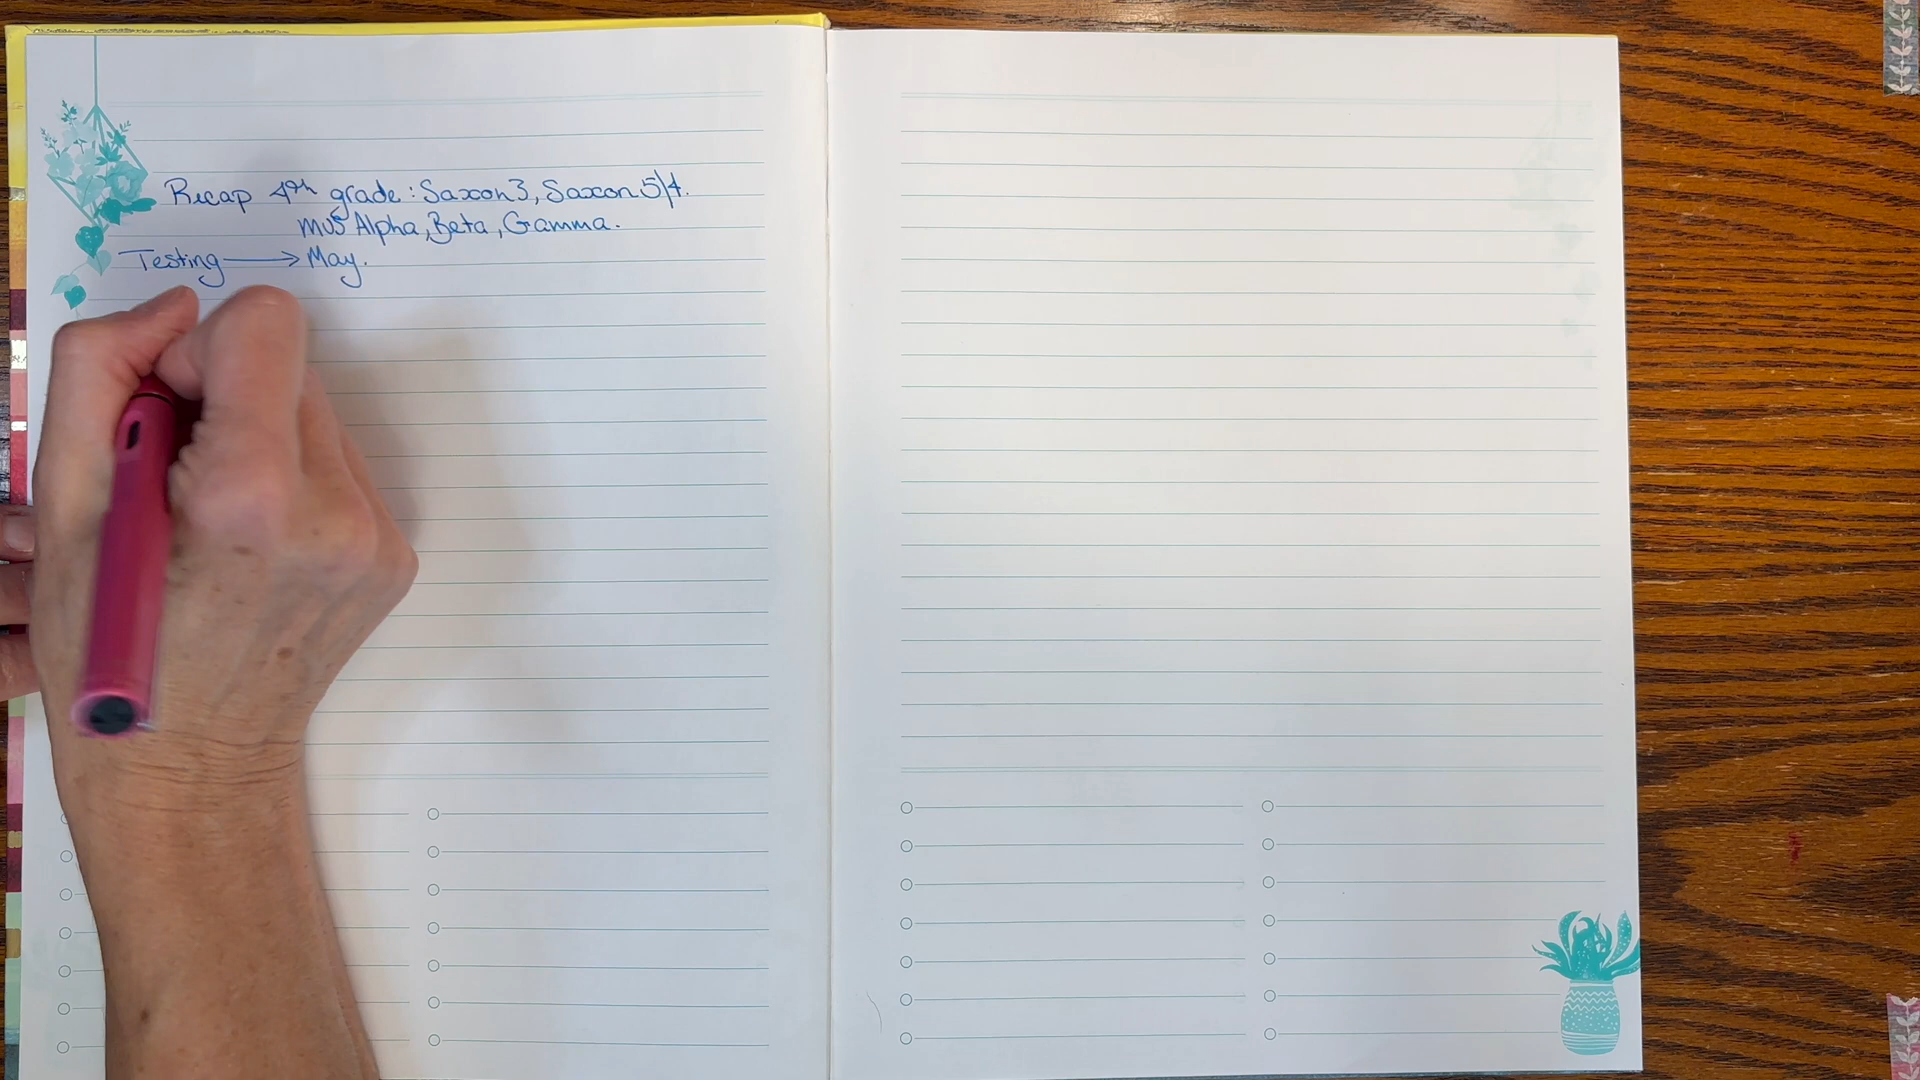 Recap 4th grade: Saxon 3, Saxon 5/4.
MUS Alpha, Beta, Gamma.
Testing → May.